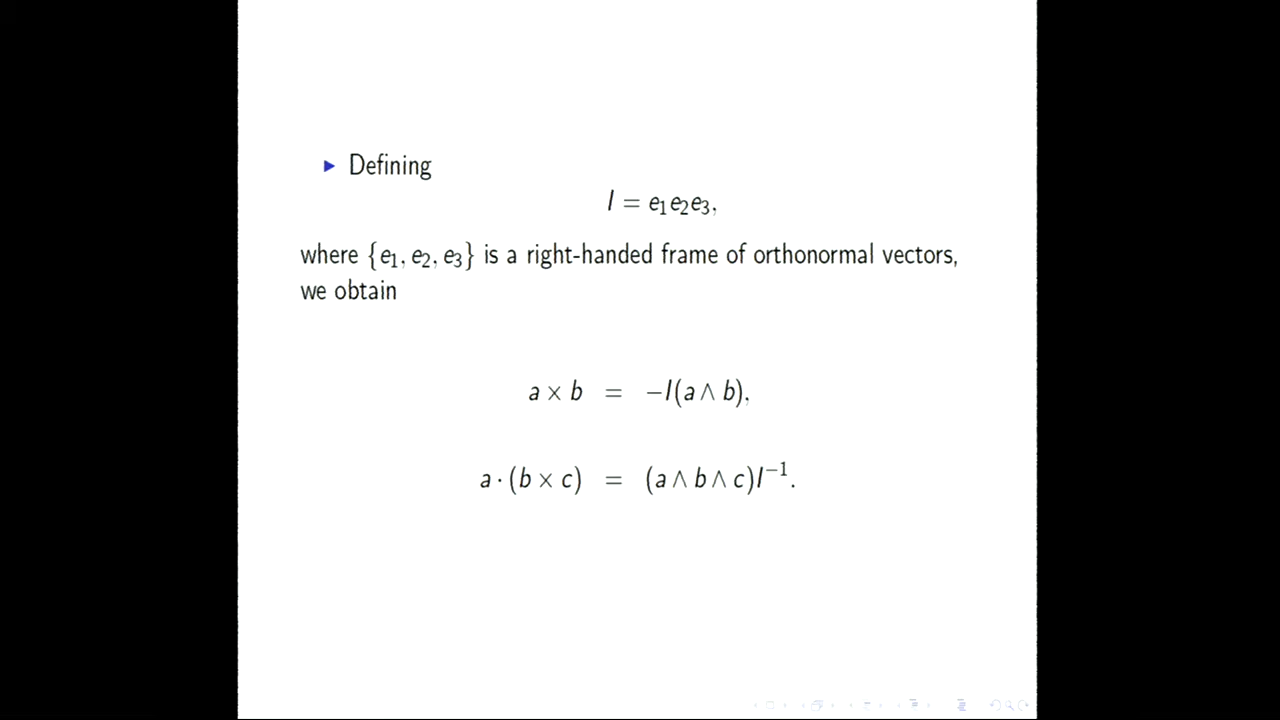 ▶ Defining
I = e₁e₂e₃,
where {e₁, e₂, e₃} is a right-handed frame of orthonormal vectors,
we obtain
a × b = −I(a ∧ b),
a · (b × c) = (a ∧ b ∧ c)I⁻¹.